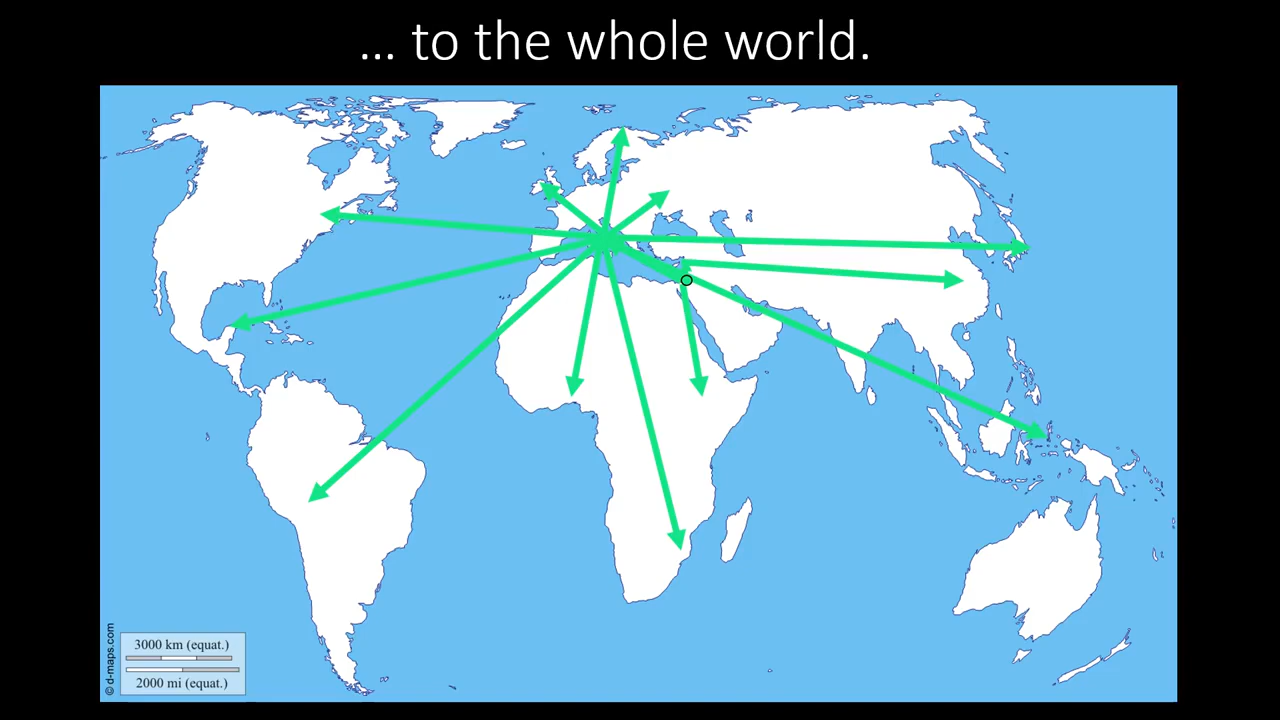 ... to the whole world.
3000 km (equat.)
2000 mi (equat.)
© d-maps.com